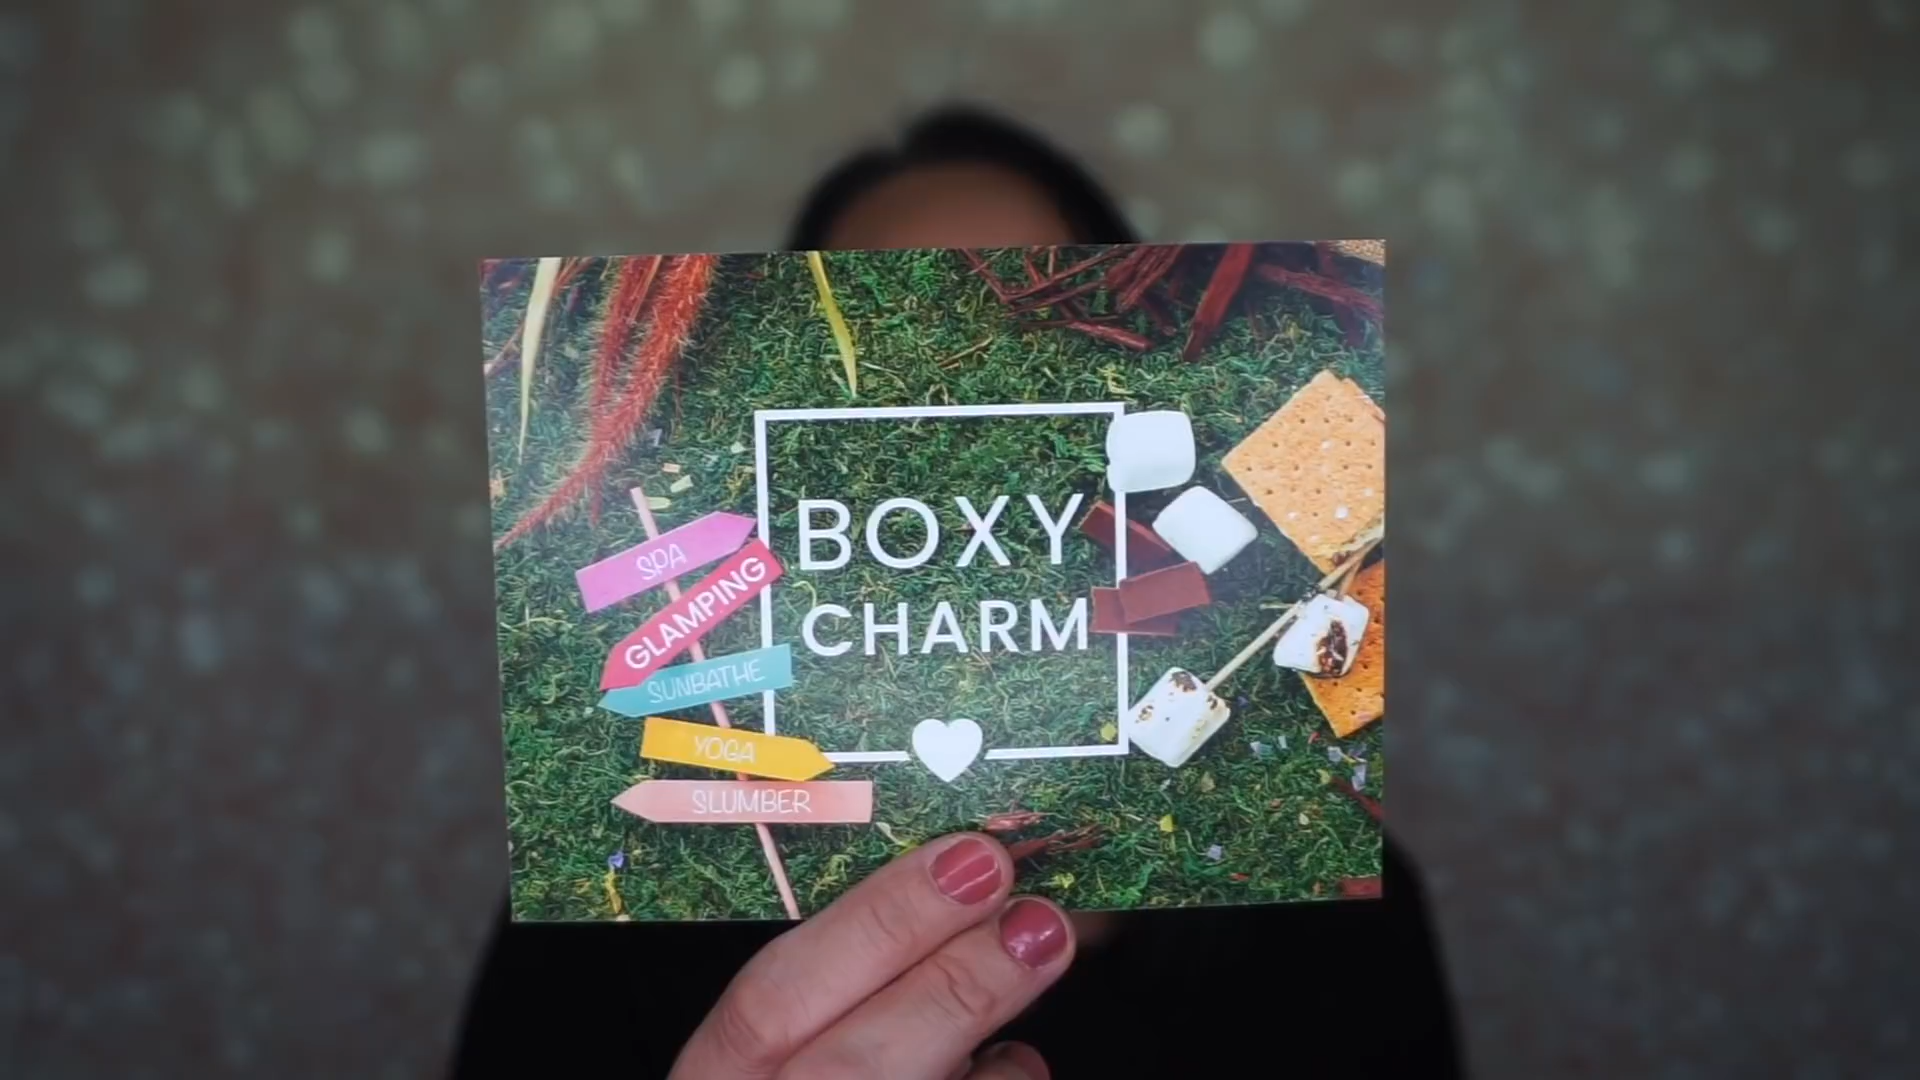 SPA
GLAMPING
SUNBATHE
YOGA
SLUMBER
BOXY
CHARM